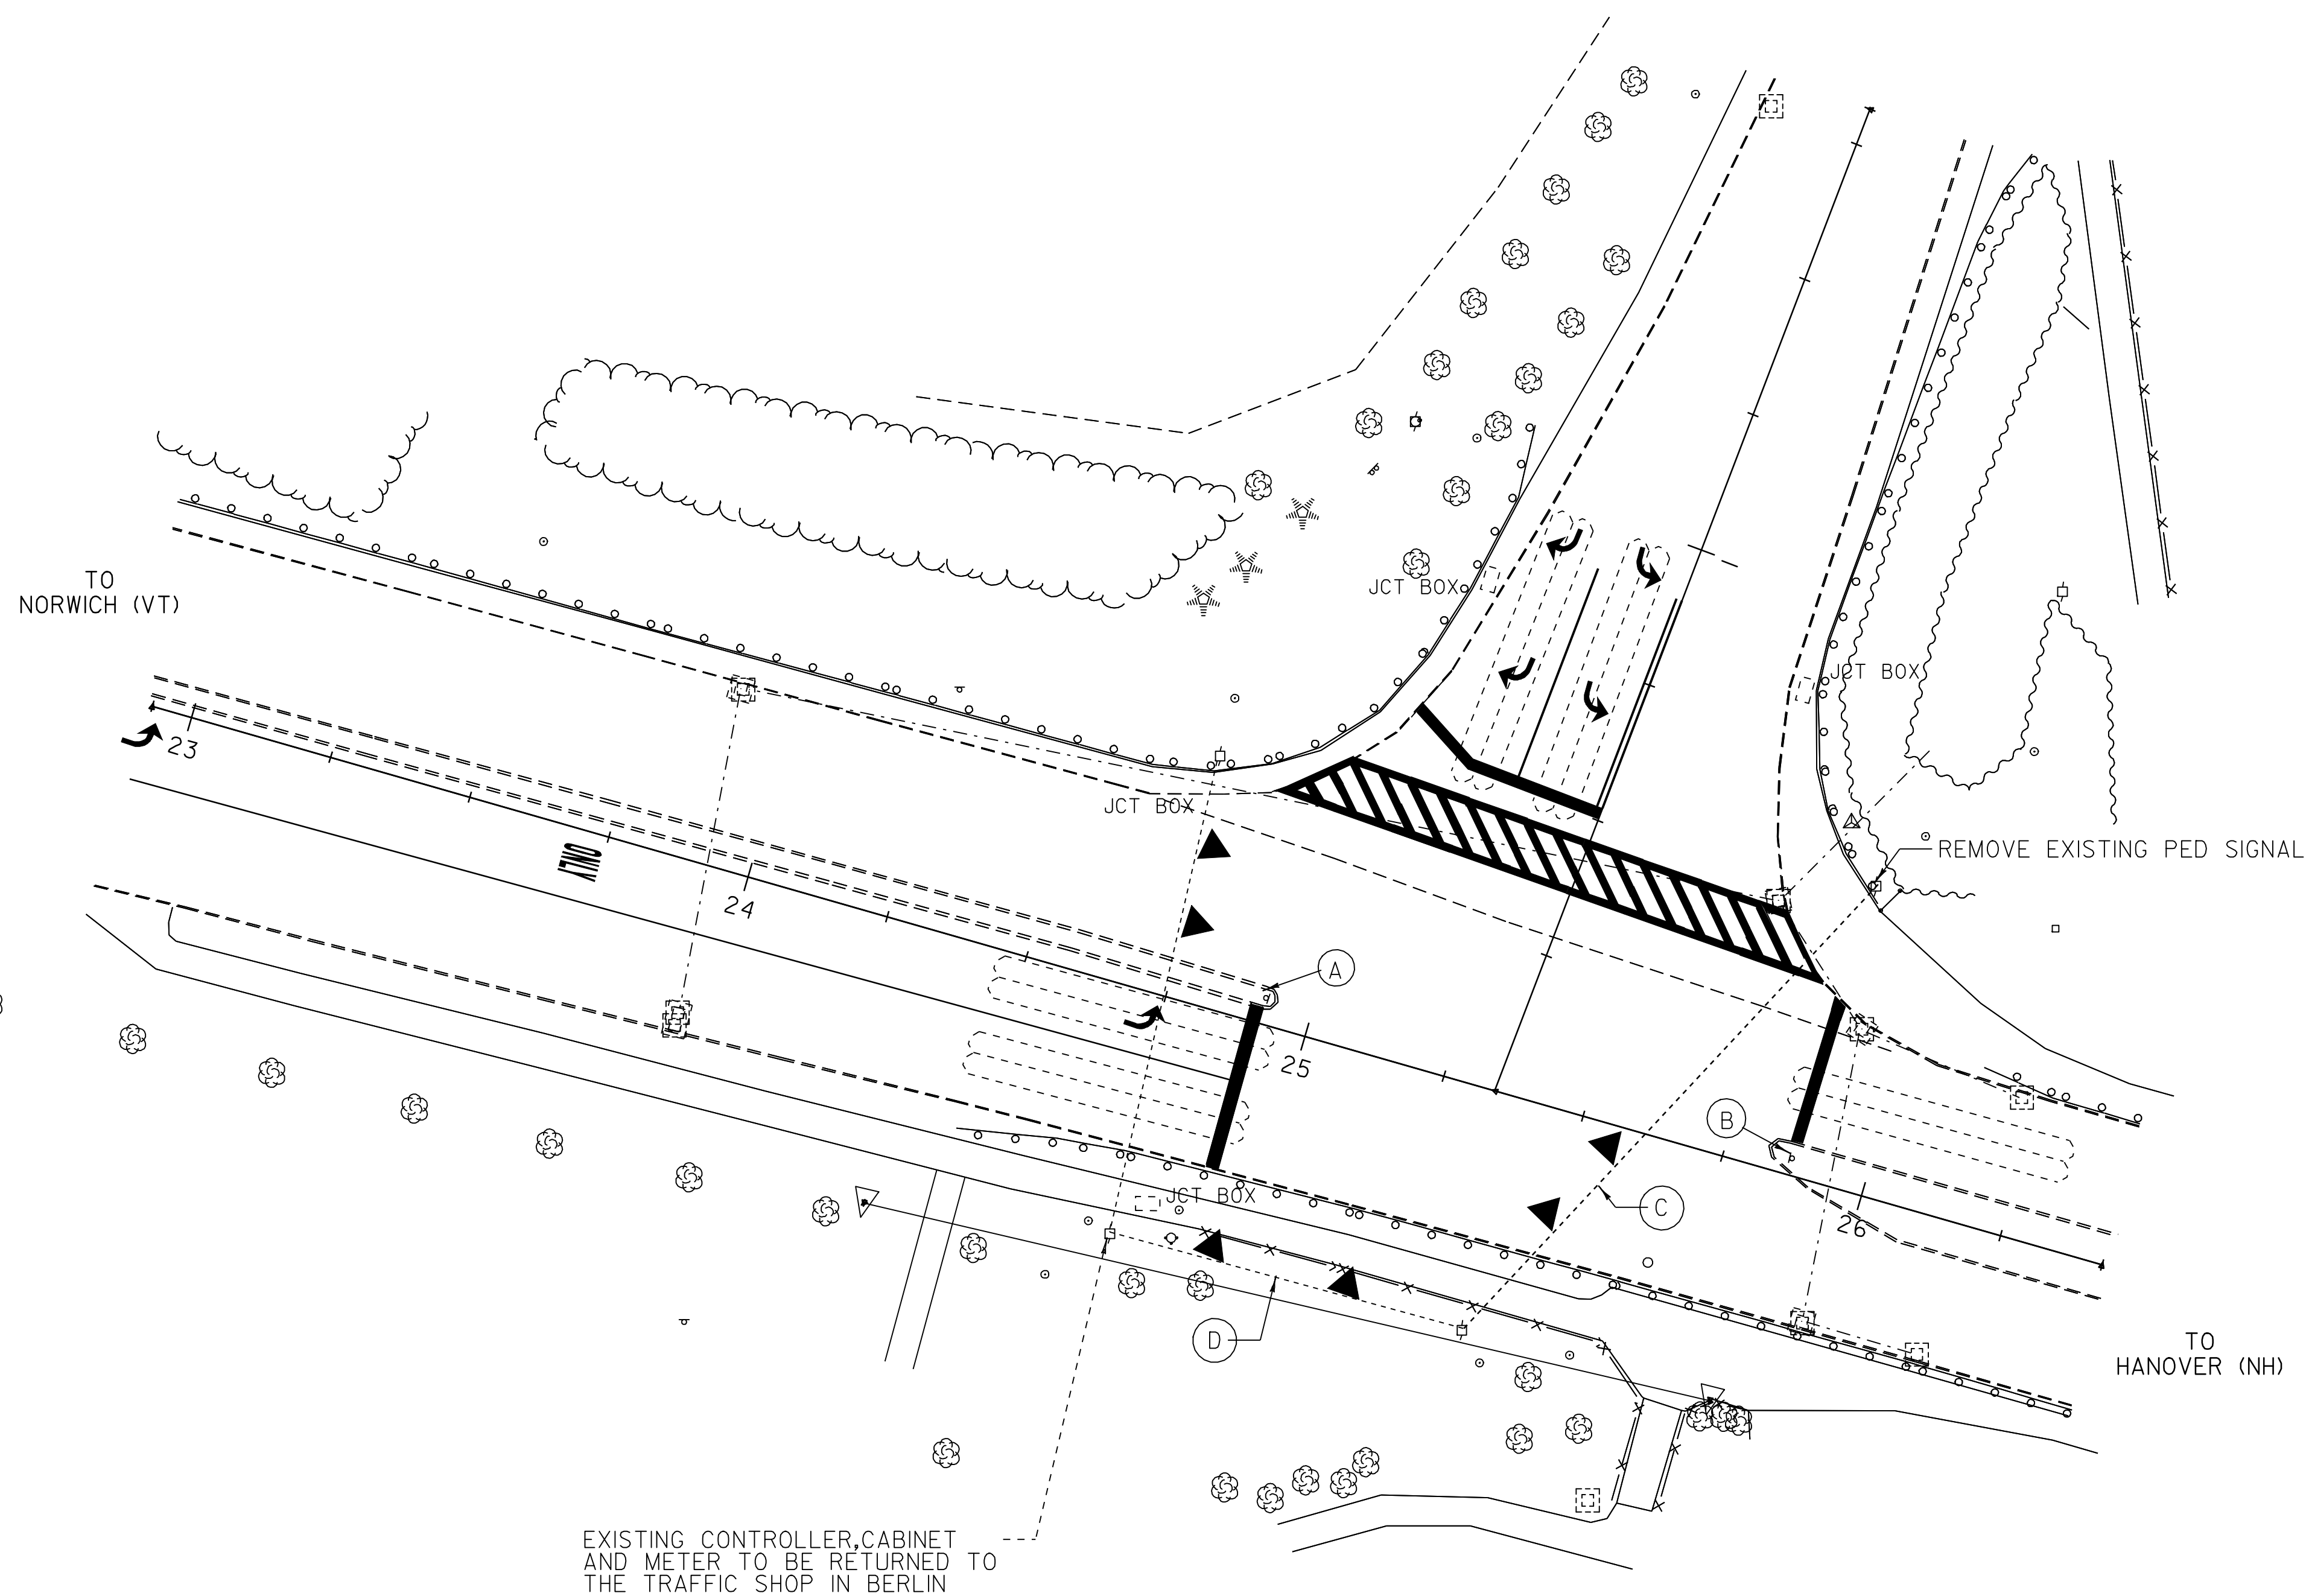 TO
NORWICH (VT)
23
ONLY
24
JCT BOX
JCT BOX
JCT BOX
REMOVE EXISTING PED SIGNAL
A
25
B
JCT BOX
C
26
D
TO
HANOVER (NH)
EXISTING CONTROLLER,CABINET
AND METER TO BE RETURNED TO
THE TRAFFIC SHOP IN BERLIN